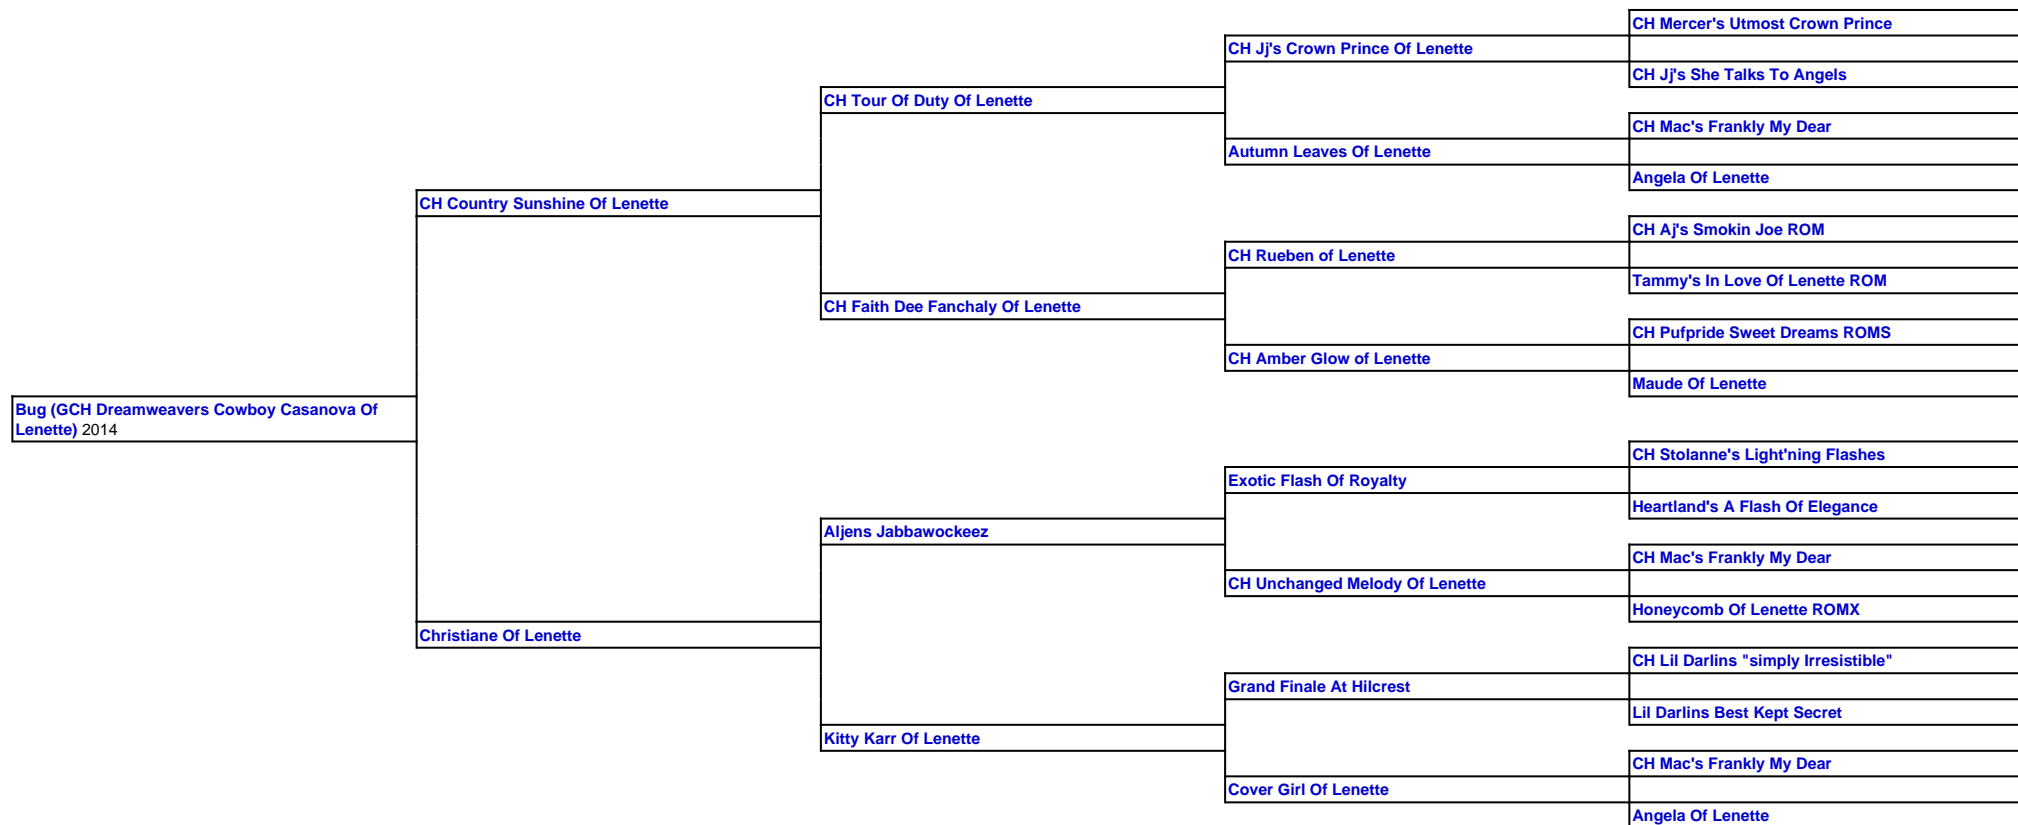 CH Mercer's Utmost Crown Prince
CH Jj's Crown Prince Of Lenette
CH Jj's She Talks To Angels
CH Tour Of Duty Of Lenette
CH Mac's Frankly My Dear
Autumn Leaves Of Lenette
Angela Of Lenette
CH Country Sunshine Of Lenette
CH Aj's Smokin Joe ROM
CH Rueben of Lenette
Tammy's In Love Of Lenette ROM
CH Faith Dee Fanchaly Of Lenette
CH Pufpride Sweet Dreams ROMS
CH Amber Glow of Lenette
Maude Of Lenette
Bug (GCH Dreamweavers Cowboy Casanova Of
Lenette) 2014
CH Stolanne's Light'ning Flashes
Exotic Flash Of Royalty
Heartland's A Flash Of Elegance
Aljens Jabbawockeez
CH Mac's Frankly My Dear
CH Unchanged Melody Of Lenette
Honeycomb Of Lenette ROMX
Christiane Of Lenette
CH Lil Darlins "simply Irresistible"
Grand Finale At Hilcrest
Lil Darlins Best Kept Secret
Kitty Karr Of Lenette
CH Mac's Frankly My Dear
Cover Girl Of Lenette
Angela Of Lenette